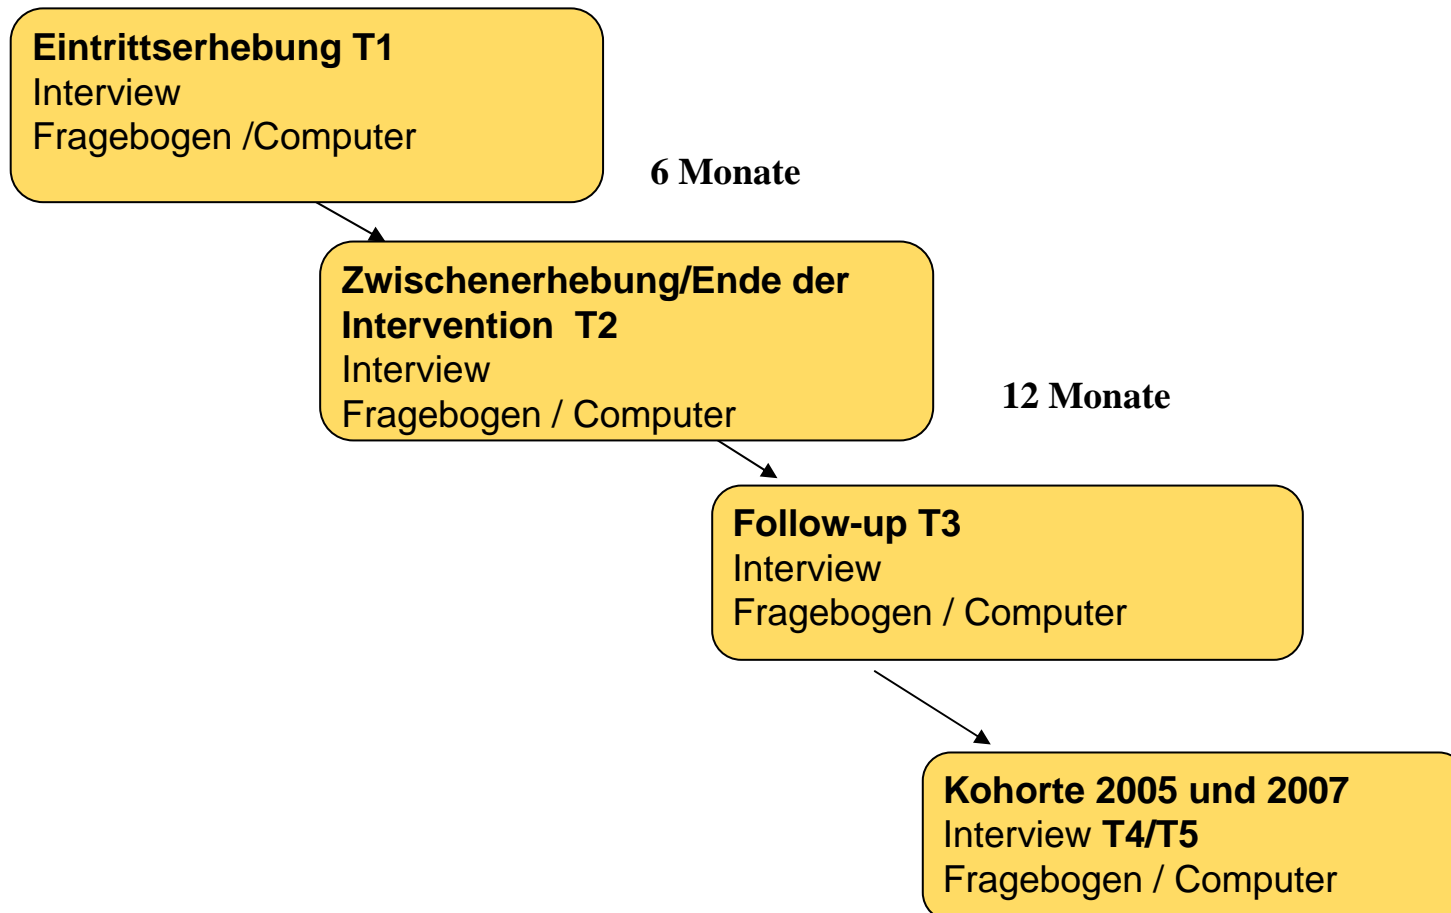 Eintrittserhebung T1
Interview
Fragebogen /Computer
6 Monate
Zwischenerhebung/Ende der
Intervention  T2
Interview
Fragebogen / Computer
12 Monate
Follow-up T3
Interview
Fragebogen / Computer
Kohorte 2005 und 2007
Interview T4/T5
Fragebogen / Computer